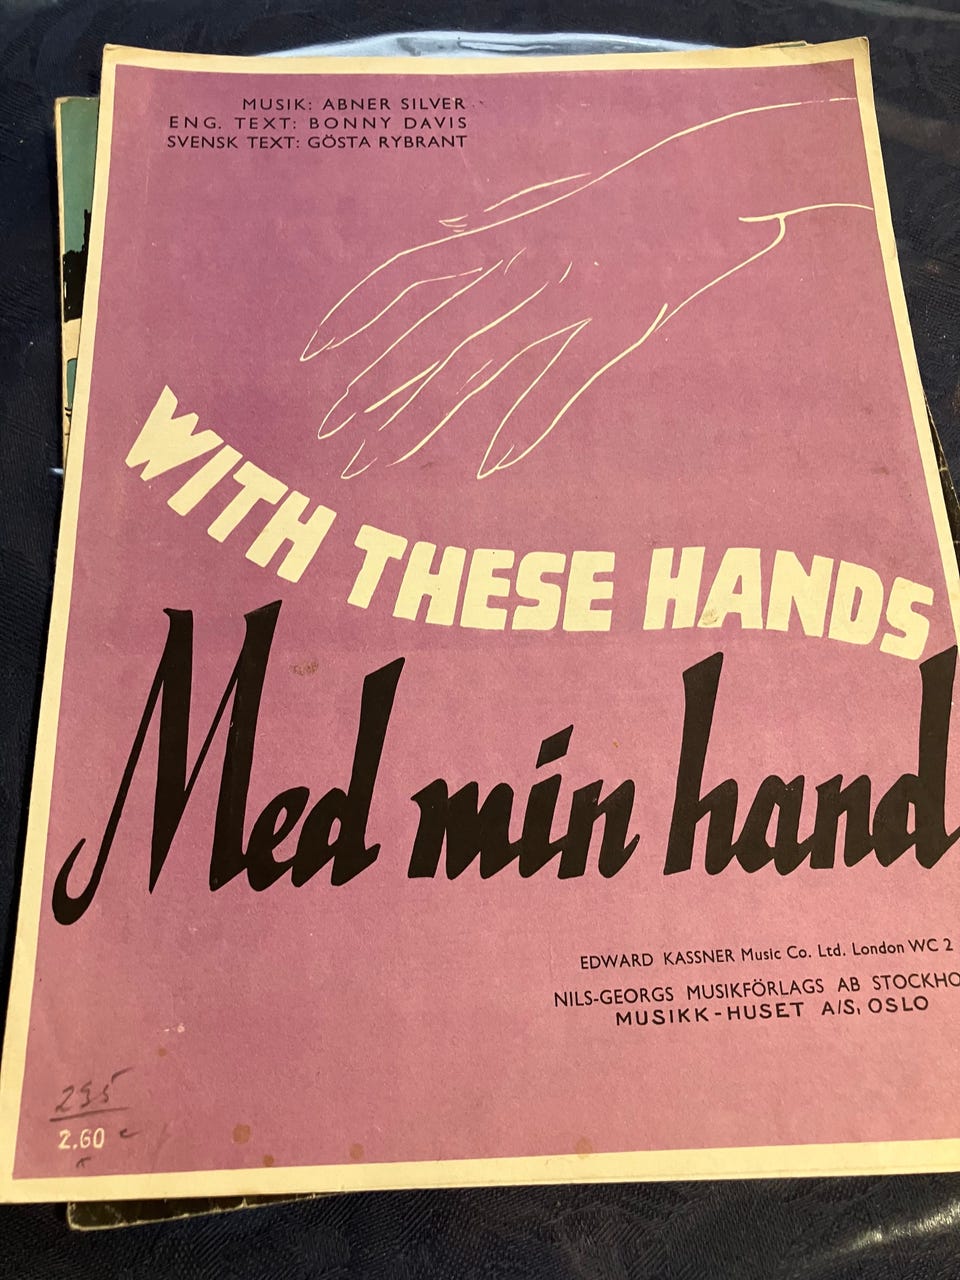 MUSIK: ABNER SILVER
ENG. TEXT: BONNY DAVIS
SVENSK TEXT: GÖSTA RYBRANT
WITH THESE HANDS
Med min hand
EDWARD KASSNER Music Co. Ltd. London WC 2
NILS-GEORGS MUSIKFÖRLAGS AB STOCKHO
MUSIKK-HUSET A/S, OSLO
295
2.60